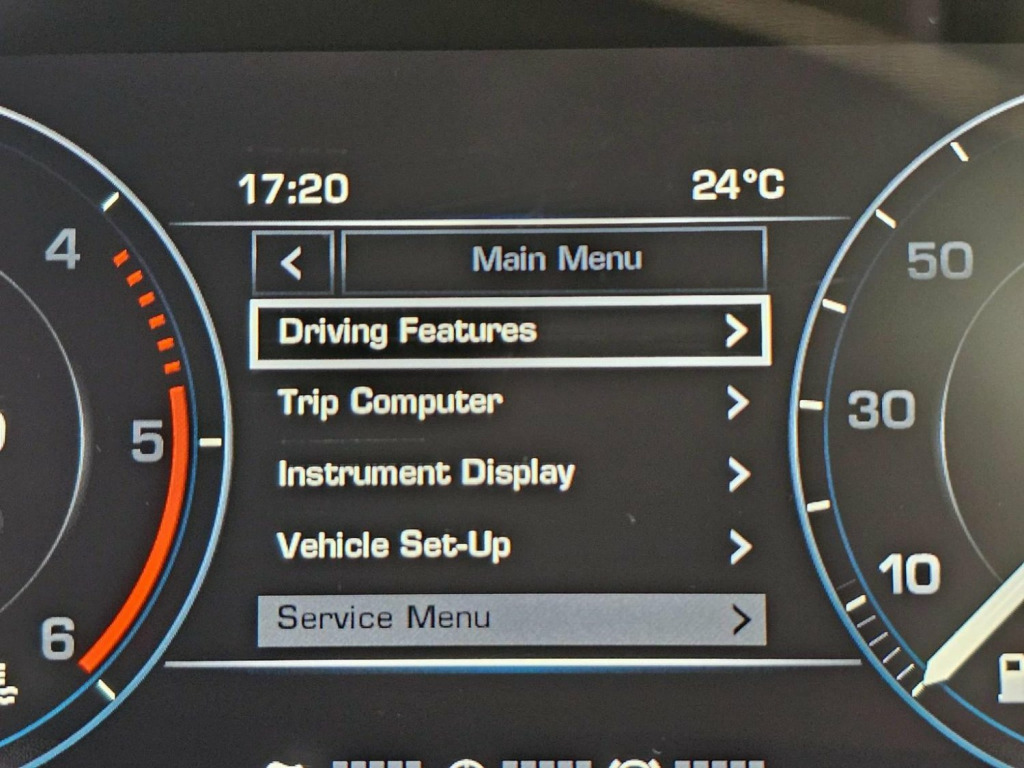 17:20 24°C
< Main Menu
Driving Features >
Trip Computer >
Instrument Display >
Vehicle Set-Up >
Service Menu >
4
5
6
50
30
10